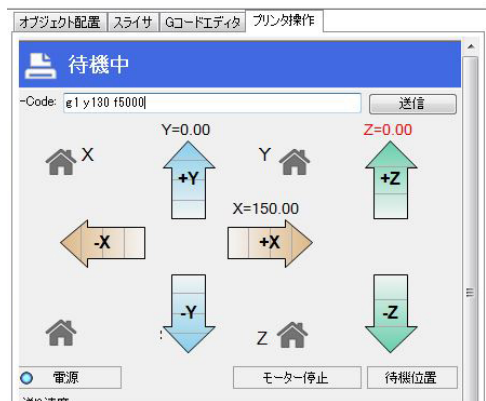 オブジェクト配置 スライサ Gコードエディタ プリンタ操作
待機中
-Code: g1 y130 f5000 送信
Y=0.00 Z=0.00
X +Y Y +Z
X=150.00
-X +X
-Y -Z
Z
電源 モーター停止 待機位置